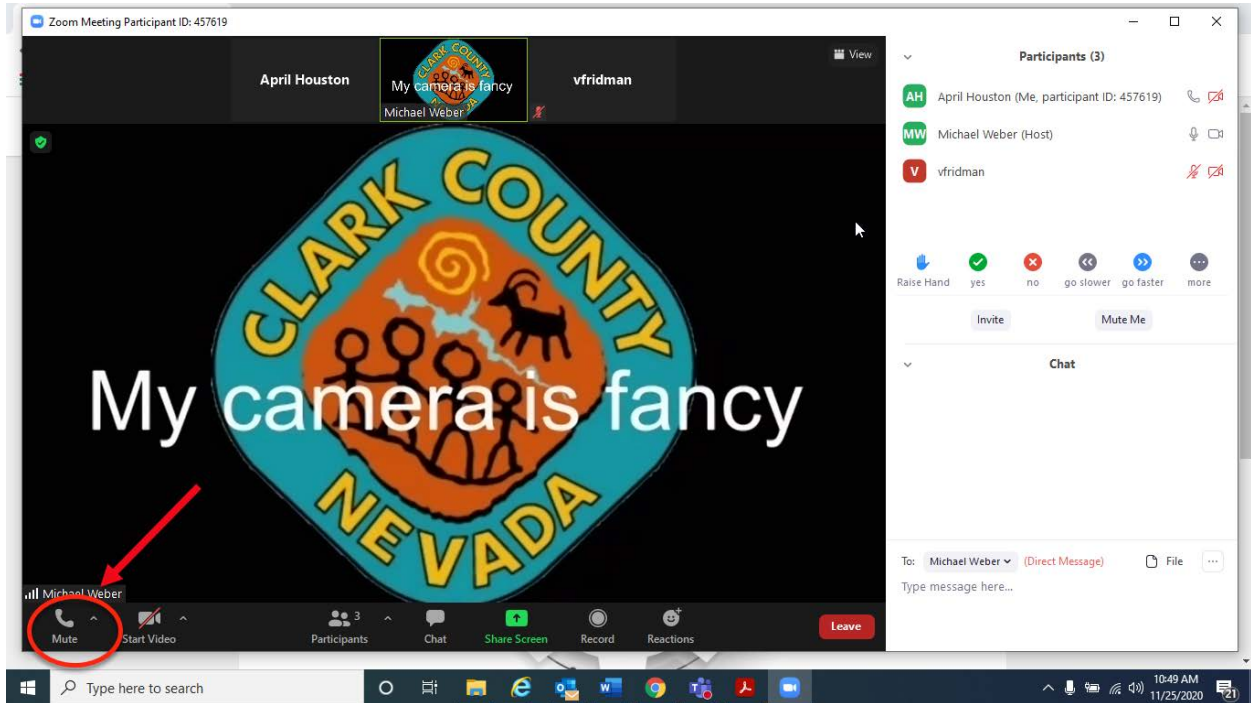 Zoom Meeting Participant ID: 457619
April Houston
My camera is fancy
Michael Weber
vfridman
View
CLARK COUNTY
NEVADA
My camera is fancy
Michael Weber
Mute
Start Video
3
Participants
Chat
Share Screen
Record
Reactions
Leave
Participants (3)
AH April Houston (Me, participant ID: 457619)
MW Michael Weber (Host)
V vfridman
Raise Hand yes no go slower go faster more
Invite Mute Me
Chat
To: Michael Weber (Direct Message) File
Type message here...
Type here to search
10:49 AM
11/25/2020
21